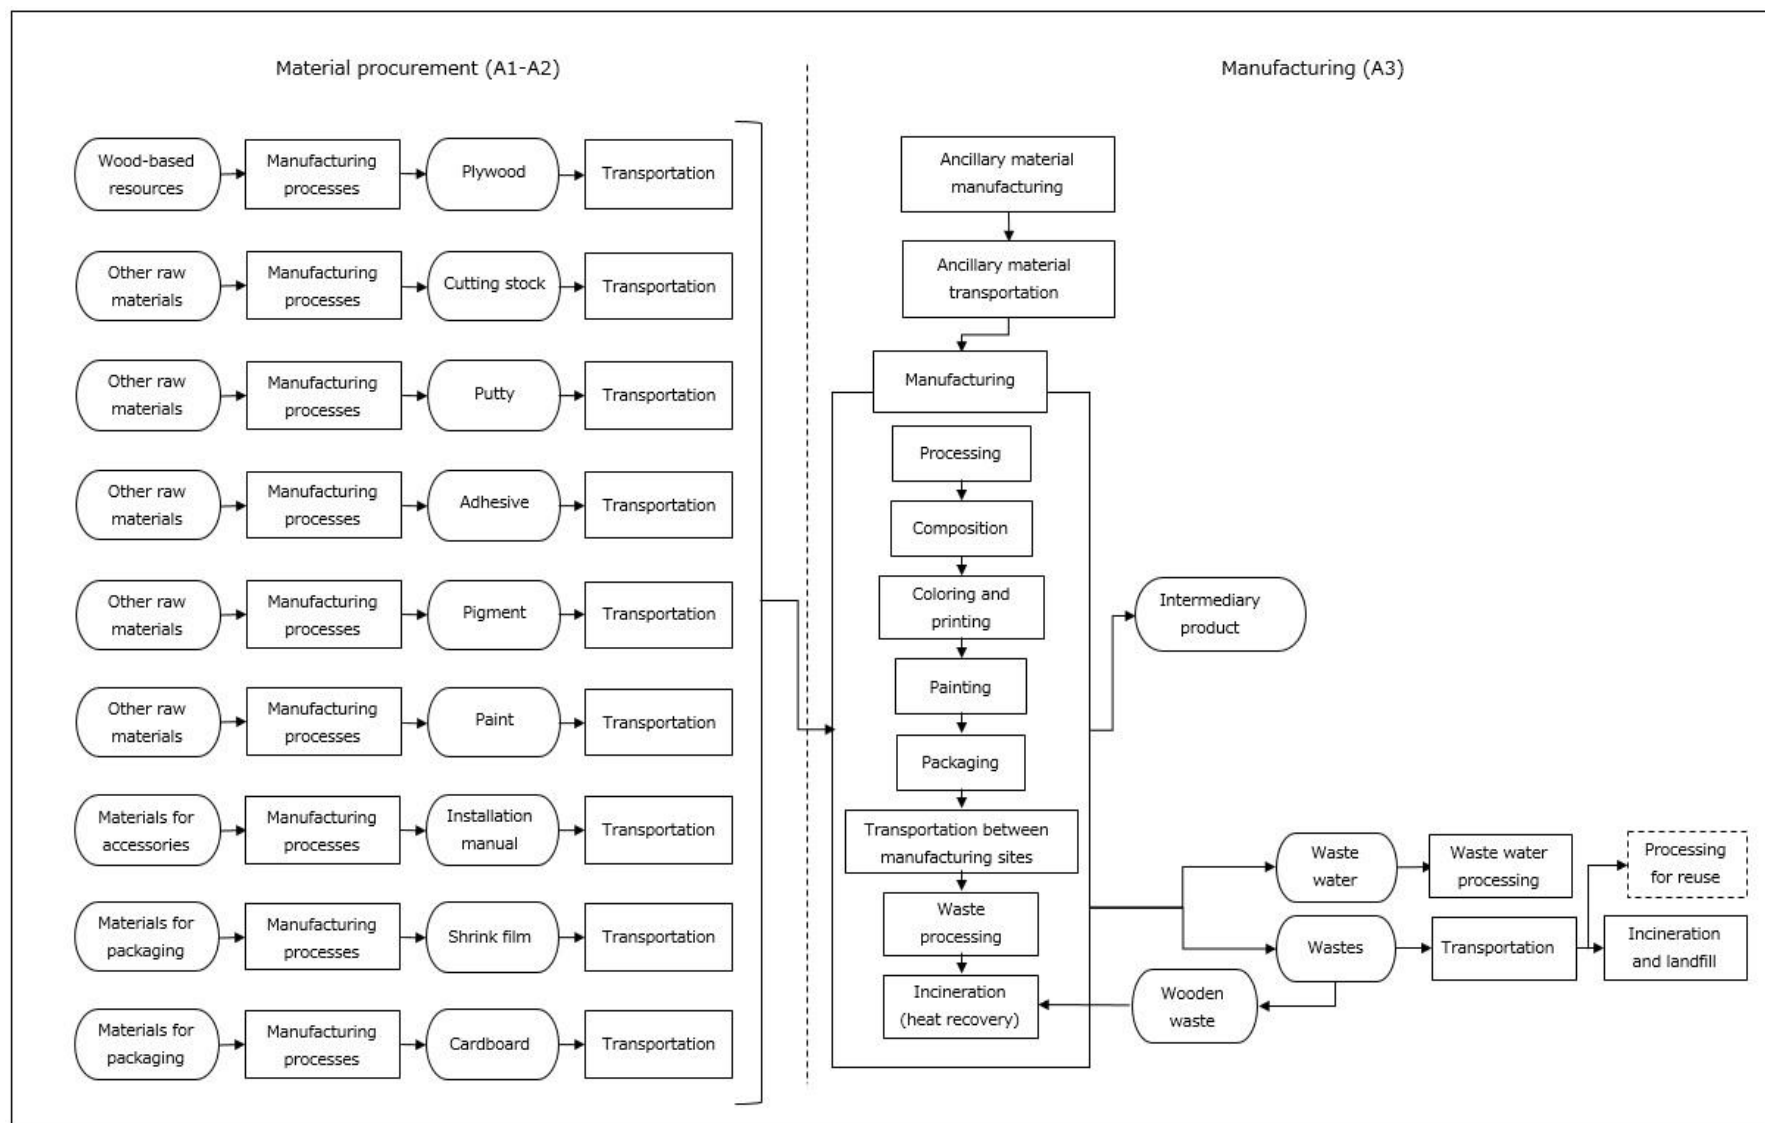 Material procurement (A1-A2)
Manufacturing (A3)
Wood-based
resources
Manufacturing
processes
Plywood
Transportation
Other raw
materials
Manufacturing
processes
Cutting stock
Transportation
Other raw
materials
Manufacturing
processes
Putty
Transportation
Other raw
materials
Manufacturing
processes
Adhesive
Transportation
Other raw
materials
Manufacturing
processes
Pigment
Transportation
Other raw
materials
Manufacturing
processes
Paint
Transportation
Materials for
accessories
Manufacturing
processes
Installation
manual
Transportation
Materials for
packaging
Manufacturing
processes
Shrink film
Transportation
Materials for
packaging
Manufacturing
processes
Cardboard
Transportation
Ancillary material
manufacturing
Ancillary material
transportation
Manufacturing
Processing
Composition
Coloring and
printing
Painting
Packaging
Transportation between
manufacturing sites
Waste
processing
Incineration
(heat recovery)
Intermediary
product
Waste
water
Waste water
processing
Processing
for reuse
Wastes
Transportation
Incineration
and landfill
Wooden
waste